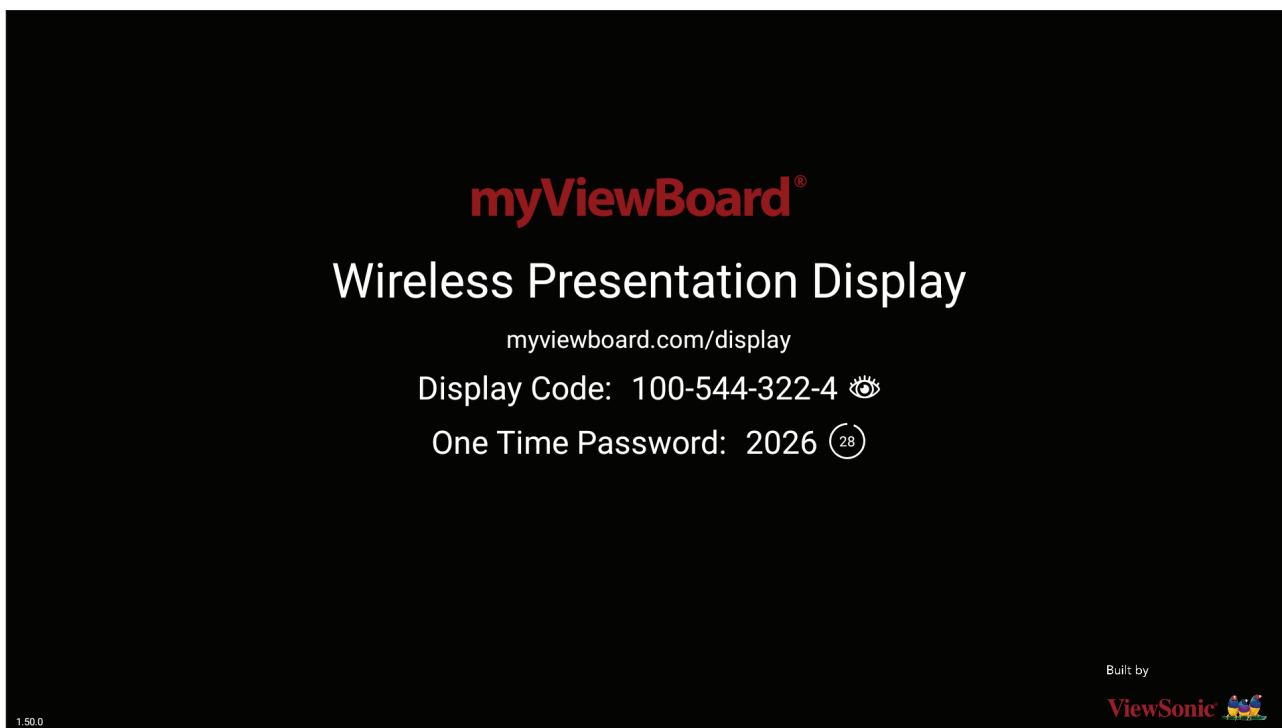 myViewBoard®
Wireless Presentation Display
myviewboard.com/display
Display Code: 100-544-322-4
One Time Password: 2026 28
Built by
ViewSonic
1.50.0